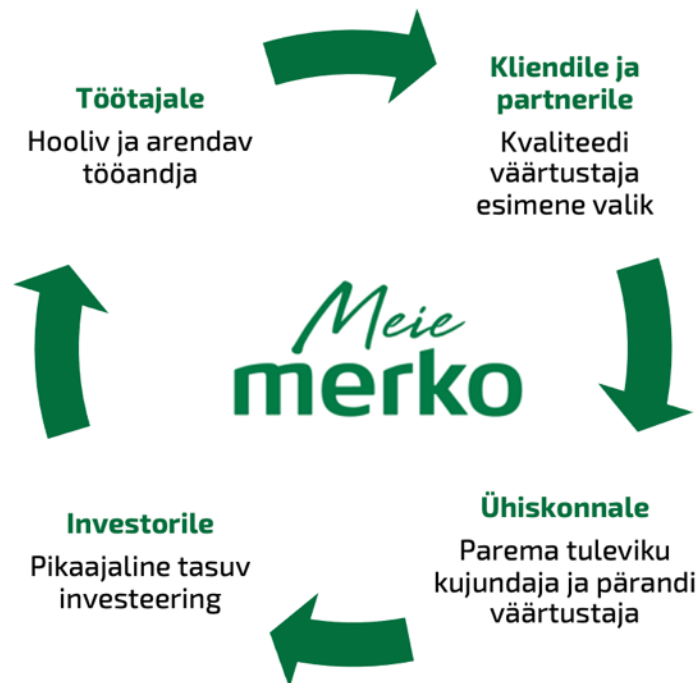 Töötajale
Hooliv ja arendav
tööandja
Kliendile ja
partnerile
Kvaliteedi
väärtustaja
esimene valik
Meie
merko
Ühiskonnale
Parema tuleviku
kujundaja ja pärandi
väärtustaja
Investorile
Pikaajaline tasuv
investeering